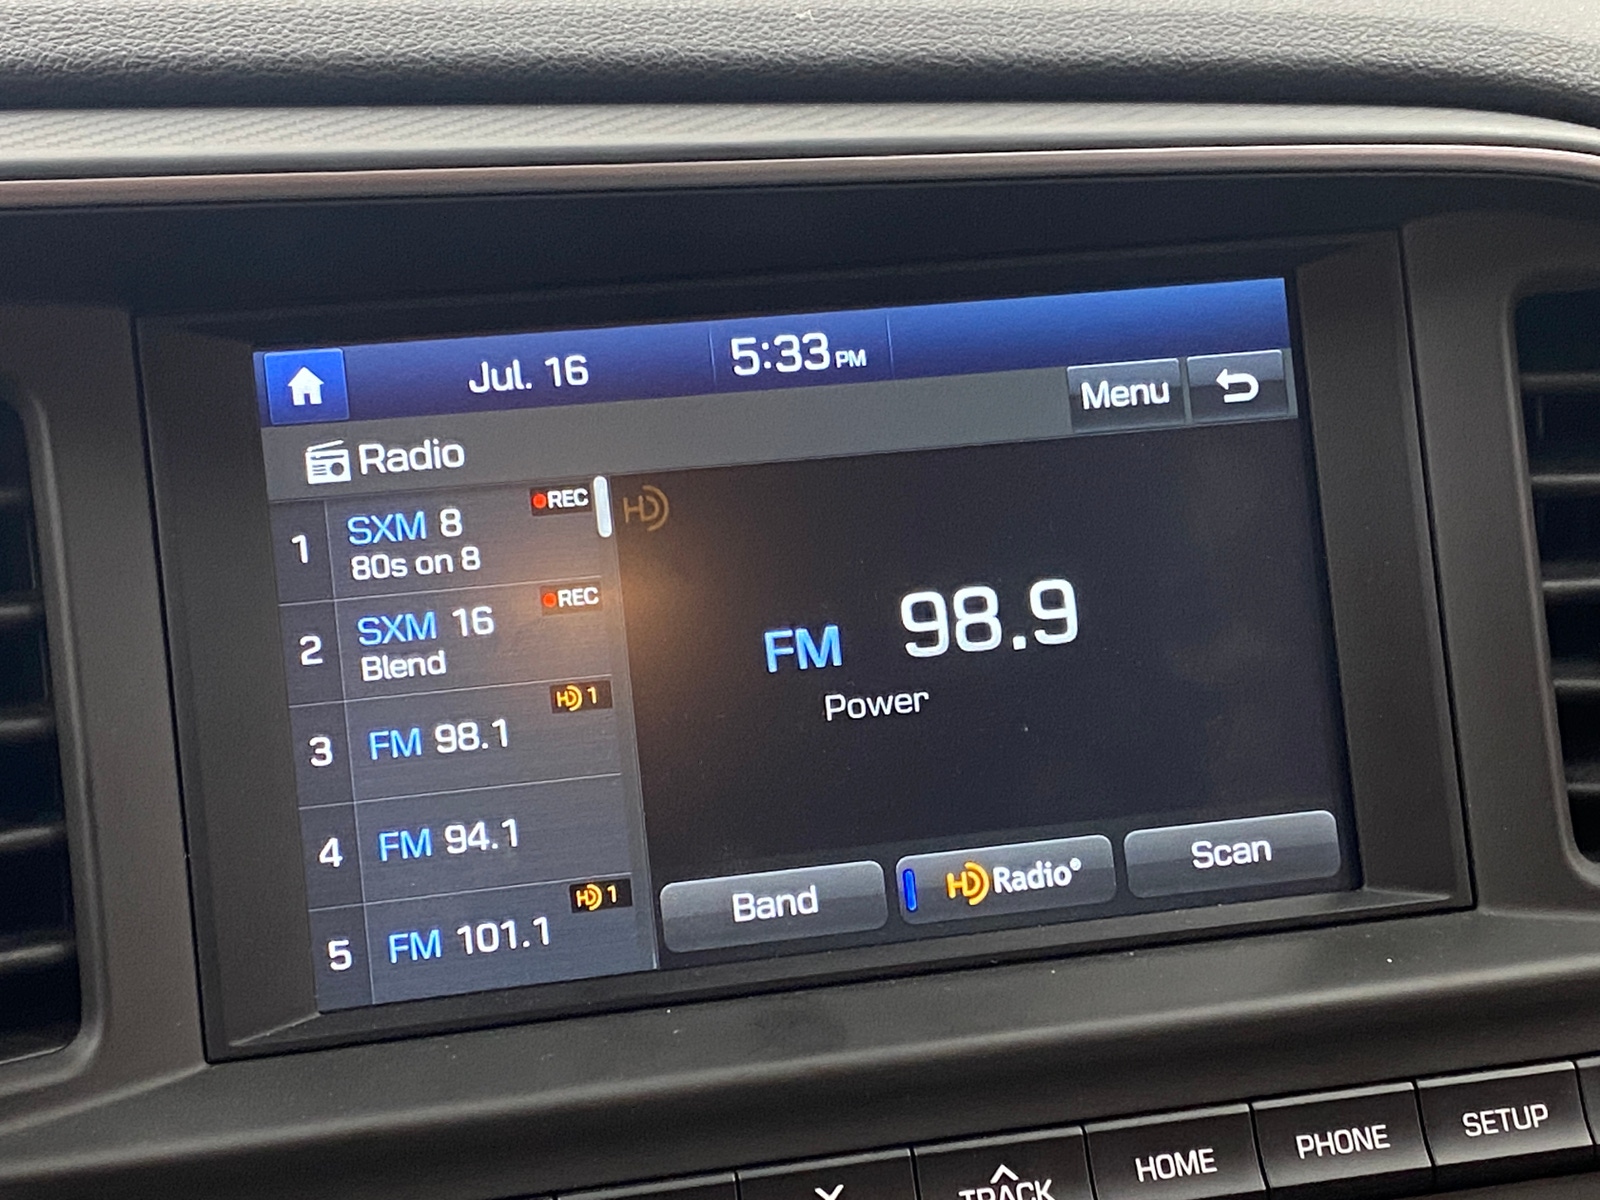 Jul. 16
5:33 PM
Radio
Menu
1
SXM 8
REC
80s on 8
2
SXM 16
REC
Blend
3
FM 98.1
HD 1
4
FM 94.1
5
FM 101.1
HD 1
HD
FM 98.9
Power
Band
HD Radio®
Scan
TRACK
HOME
PHONE
SETUP